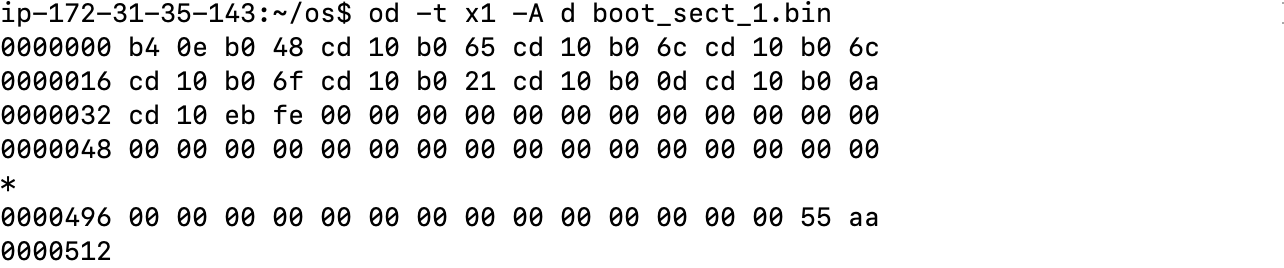 ip-172-31-35-143:~/os$ od -t x1 -A d boot_sect_1.bin
0000000 b4 0e b0 48 cd 10 b0 65 cd 10 b0 6c cd 10 b0 6c
0000016 cd 10 b0 6f cd 10 b0 21 cd 10 b0 0d cd 10 b0 0a
0000032 cd 10 eb fe 00 00 00 00 00 00 00 00 00 00 00 00
0000048 00 00 00 00 00 00 00 00 00 00 00 00 00 00 00 00
*
0000496 00 00 00 00 00 00 00 00 00 00 00 00 00 00 55 aa
0000512